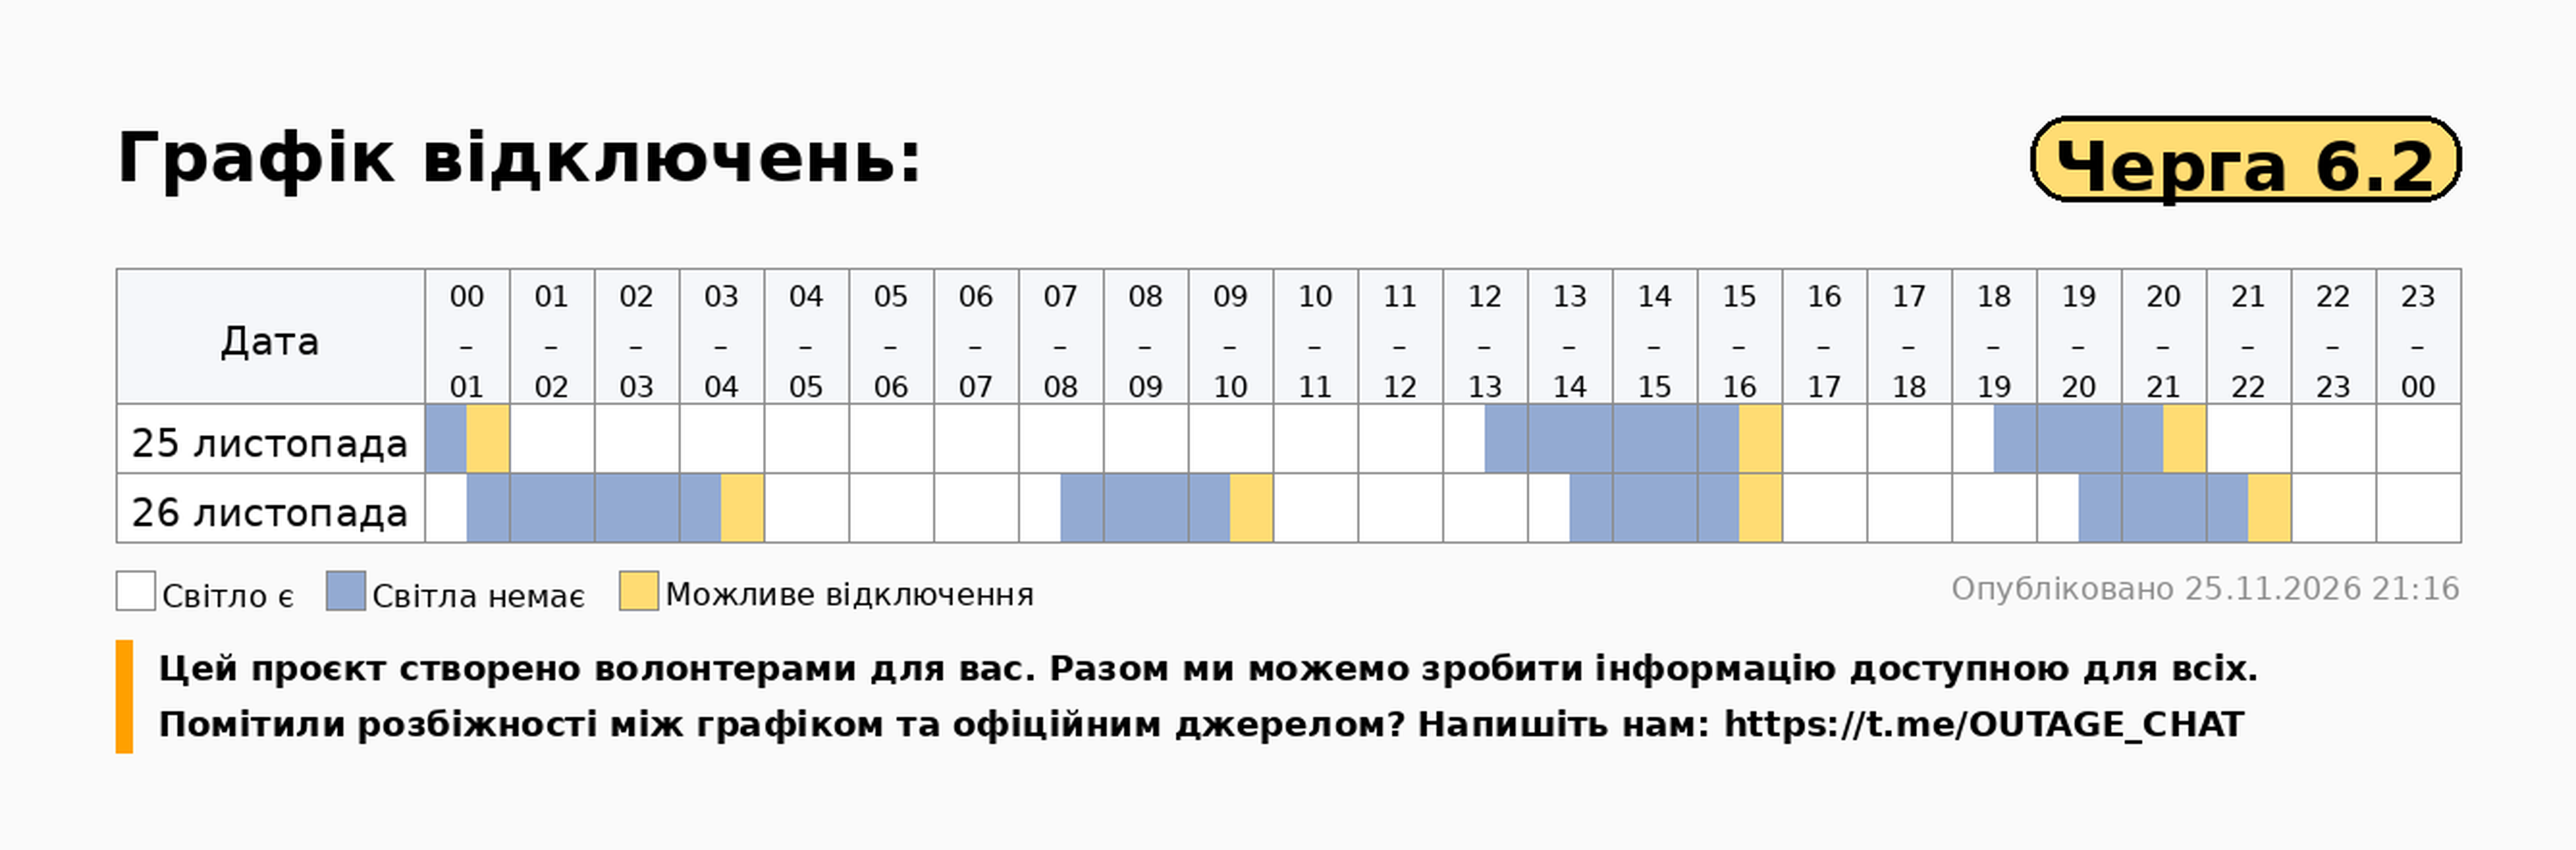 Графік відключень:
Черга 6.2
Дата
00 – 01
01 – 02
02 – 03
03 – 04
04 – 05
05 – 06
06 – 07
07 – 08
08 – 09
09 – 10
10 – 11
11 – 12
12 – 13
13 – 14
14 – 15
15 – 16
16 – 17
17 – 18
18 – 19
19 – 20
20 – 21
21 – 22
22 – 23
23 – 00
25 листопада
26 листопада
Світло є
Світла немає
Можливе відключення
Опубліковано 25.11.2026 21:16
Цей проєкт створено волонтерами для вас. Разом ми можемо зробити інформацію доступною для всіх.
Помітили розбіжності між графіком та офіційним джерелом? Напишіть нам: https://t.me/OUTAGE_CHAT